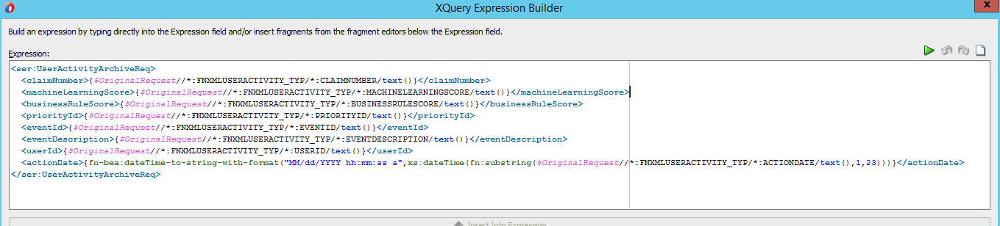 XQuery Expression Builder
x
Build an expression by typing directly into the Expression field and/or insert fragments from the fragment editors below the Expression field.
Expression:
<ser:UserActivityArchiveReq>
<claimNumber>{$OriginalRequest//*:FNXMLUSERACTIVITY_TYP/*:CLAIMNUMBER/text()}</claimNumber>
<machineLearningScore>{$OriginalRequest//*:FNXMLUSERACTIVITY_TYP/*:MACHINELEARNINGSCORE/text()}</machineLearningScore>
<businessRuleScore>{$OriginalRequest//*:FNXMLUSERACTIVITY_TYP/*:BUSINESSRULESCORE/text()}</businessRuleScore>
<priorityId>{$OriginalRequest//*:FNXMLUSERACTIVITY_TYP/*:PRIORITYID/text()}</priorityId>
<eventId>{$OriginalRequest//*:FNXMLUSERACTIVITY_TYP/*:EVENTID/text()}</eventId>
<eventDescription>{$OriginalRequest//*:FNXMLUSERACTIVITY_TYP/*:EVENTDESCRIPTION/text()}</eventDescription>
<userId>{$OriginalRequest//*:FNXMLUSERACTIVITY_TYP/*:USERID/text()}</userId>
<actionDate>{fn-bea:dateTime-to-string-with-format("MM/dd/YYYY hh:mm:ss a",xs:dateTime(fn:substring($OriginalRequest//*:FNXMLUSERACTIVITY_TYP/*:ACTIONDATE/text(),1,23)))}</actionDate>
</ser:UserActivityArchiveReq>
Insert Into Expression